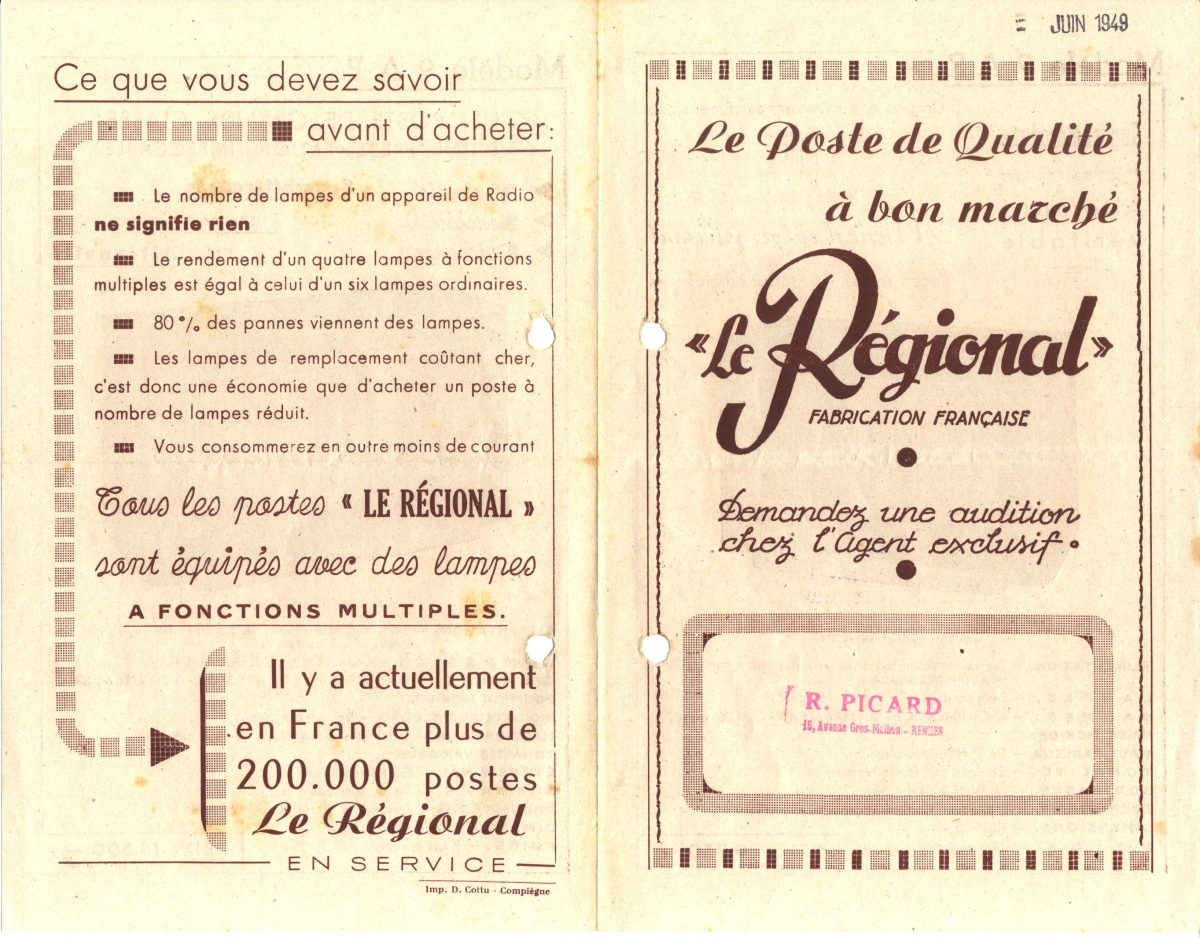 Ce que vous devez savoir
avant d'acheter:
Le nombre de lampes d'un appareil de Radio
ne signifie rien
Le rendement d'un quatre lampes à fonctions
multiples est égal à celui d'un six lampes ordinaires.
80 % des pannes viennent des lampes.
Les lampes de remplacement coûtant cher,
c'est donc une économie que d'acheter un poste à
nombre de lampes réduit.
Vous consommerez en outre moins de courant
Tous les postes « LE RÉGIONAL »
sont équipés avec des lampes
A FONCTIONS MULTIPLES.
Il y a actuellement
en France plus de
200.000 postes
Le Régional
EN SERVICE
Imp. D. Cottu - Compiègne
JUIN 1949
Le Poste de Qualité
à bon marché
« Le Régional »
FABRICATION FRANÇAISE
Demandez une audition
chez l'Agent exclusif.
R. PICARD
15, Avenue Gros-Malhon - RENNES